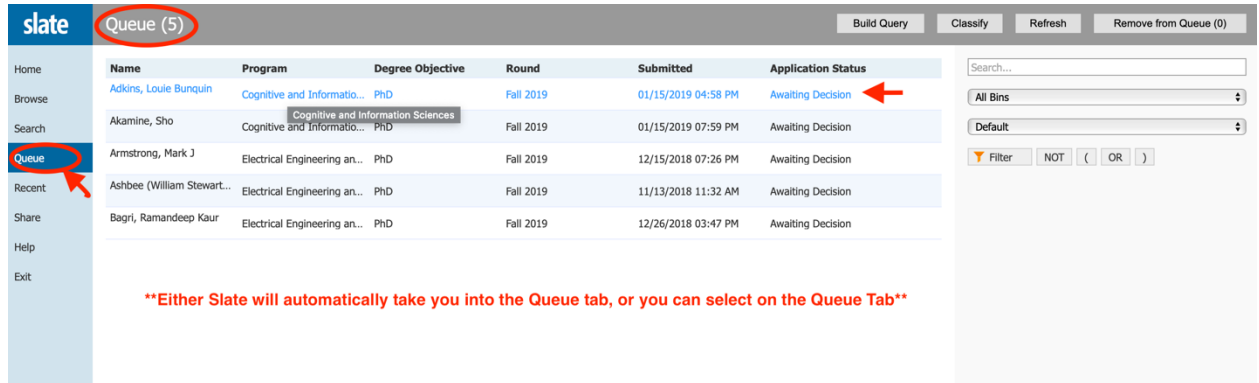 slate
Queue (5)
Build Query Classify Refresh Remove from Queue (0)
Home
Browse
Search
Queue
Recent
Share
Help
Exit
Name Program Degree Objective Round Submitted Application Status
Adkins, Louie Bunquin Cognitive and Informatio... PhD Fall 2019 01/15/2019 04:58 PM Awaiting Decision
Cognitive and Information Sciences
Akamine, Sho Cognitive and Informatio... PhD Fall 2019 01/15/2019 07:59 PM Awaiting Decision
Armstrong, Mark J Electrical Engineering an... PhD Fall 2019 12/15/2018 07:26 PM Awaiting Decision
Ashbee (William Stewart... Electrical Engineering an... PhD Fall 2019 11/13/2018 11:32 AM Awaiting Decision
Bagri, Ramandeep Kaur Electrical Engineering an... PhD Fall 2019 12/26/2018 03:47 PM Awaiting Decision
**Either Slate will automatically take you into the Queue tab, or you can select on the Queue Tab**
Search...
All Bins
Default
Filter NOT ( OR )